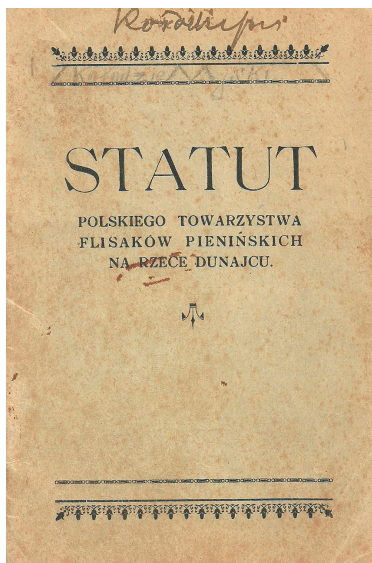 STATUT
POLSKIEGO TOWARZYSTWA
FLISAKÓW PIENIŃSKICH
NA RZECE DUNAJCU.